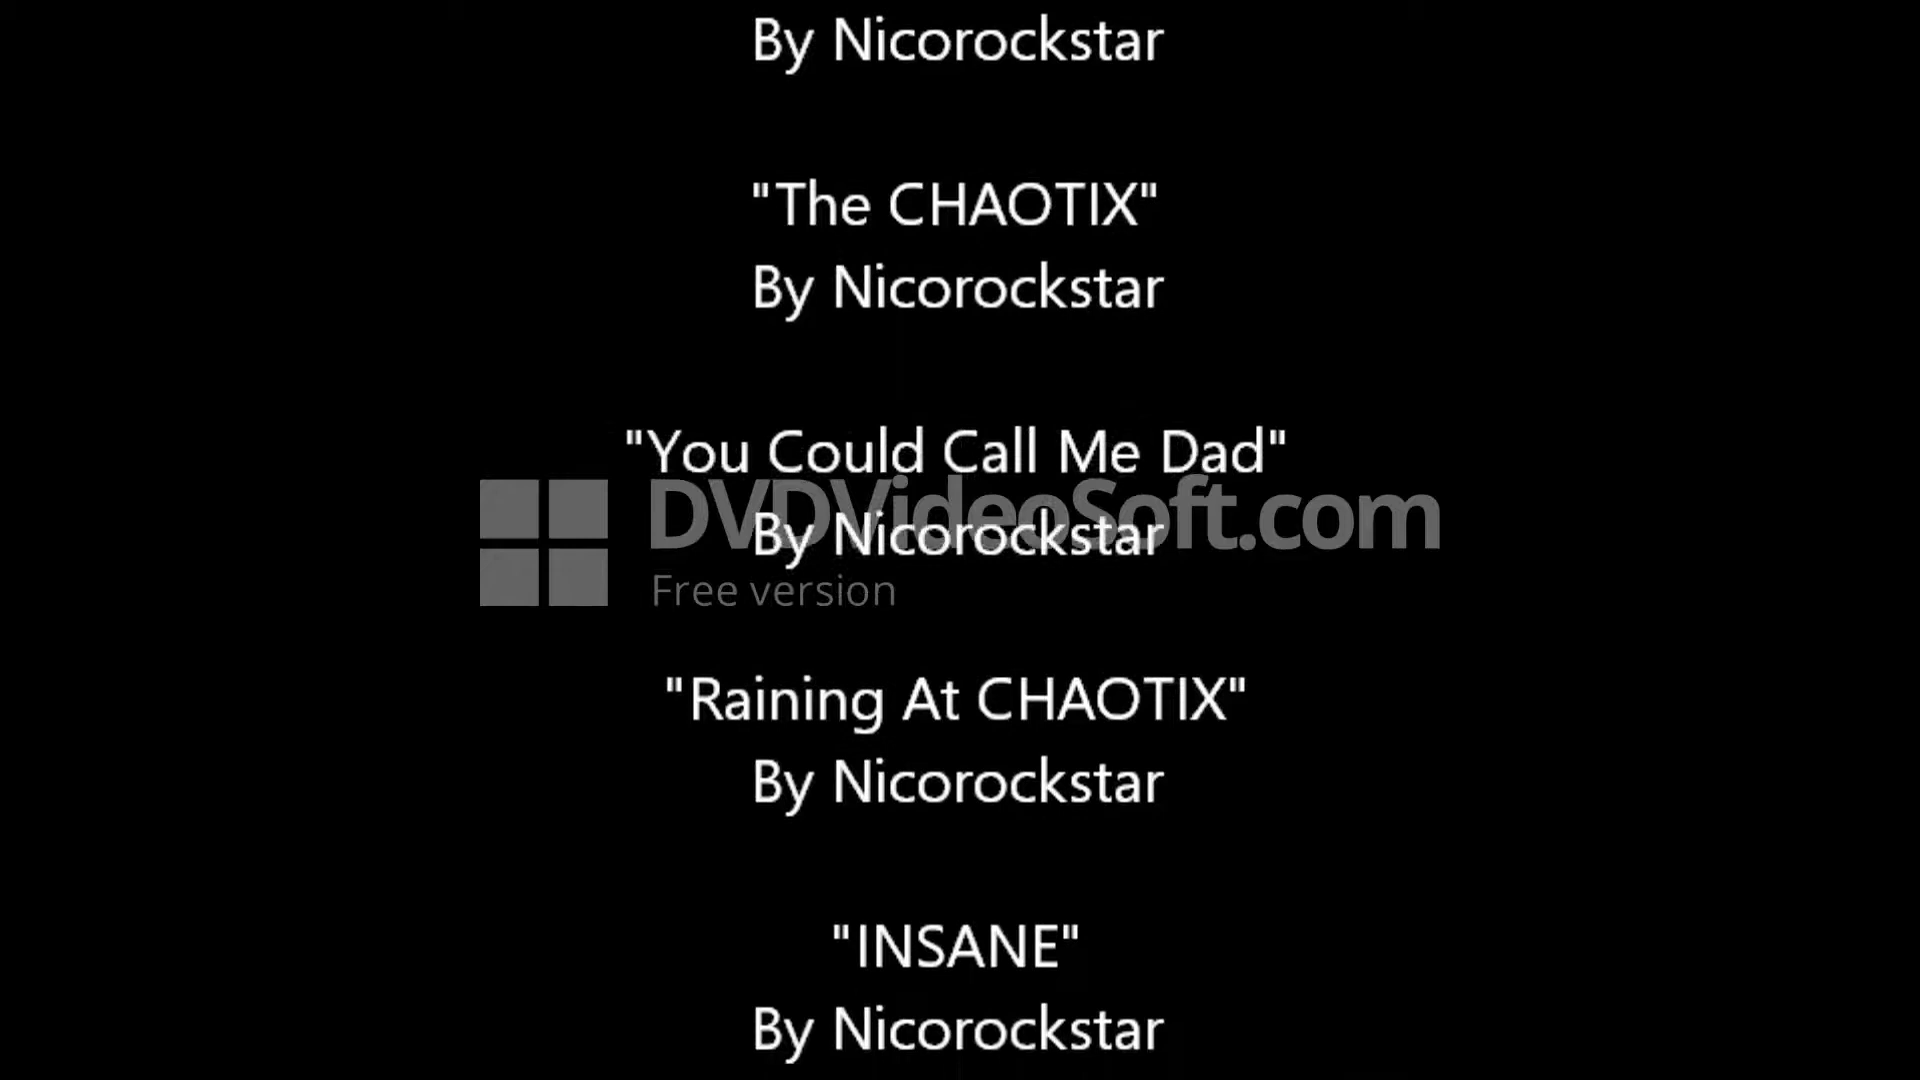 By Nicorockstar
"The CHAOTIX"
By Nicorockstar
"You Could Call Me Dad"
DVDVideoSoft.com
By Nicorockstar
Free version
"Raining At CHAOTIX"
By Nicorockstar
"INSANE"
By Nicorockstar